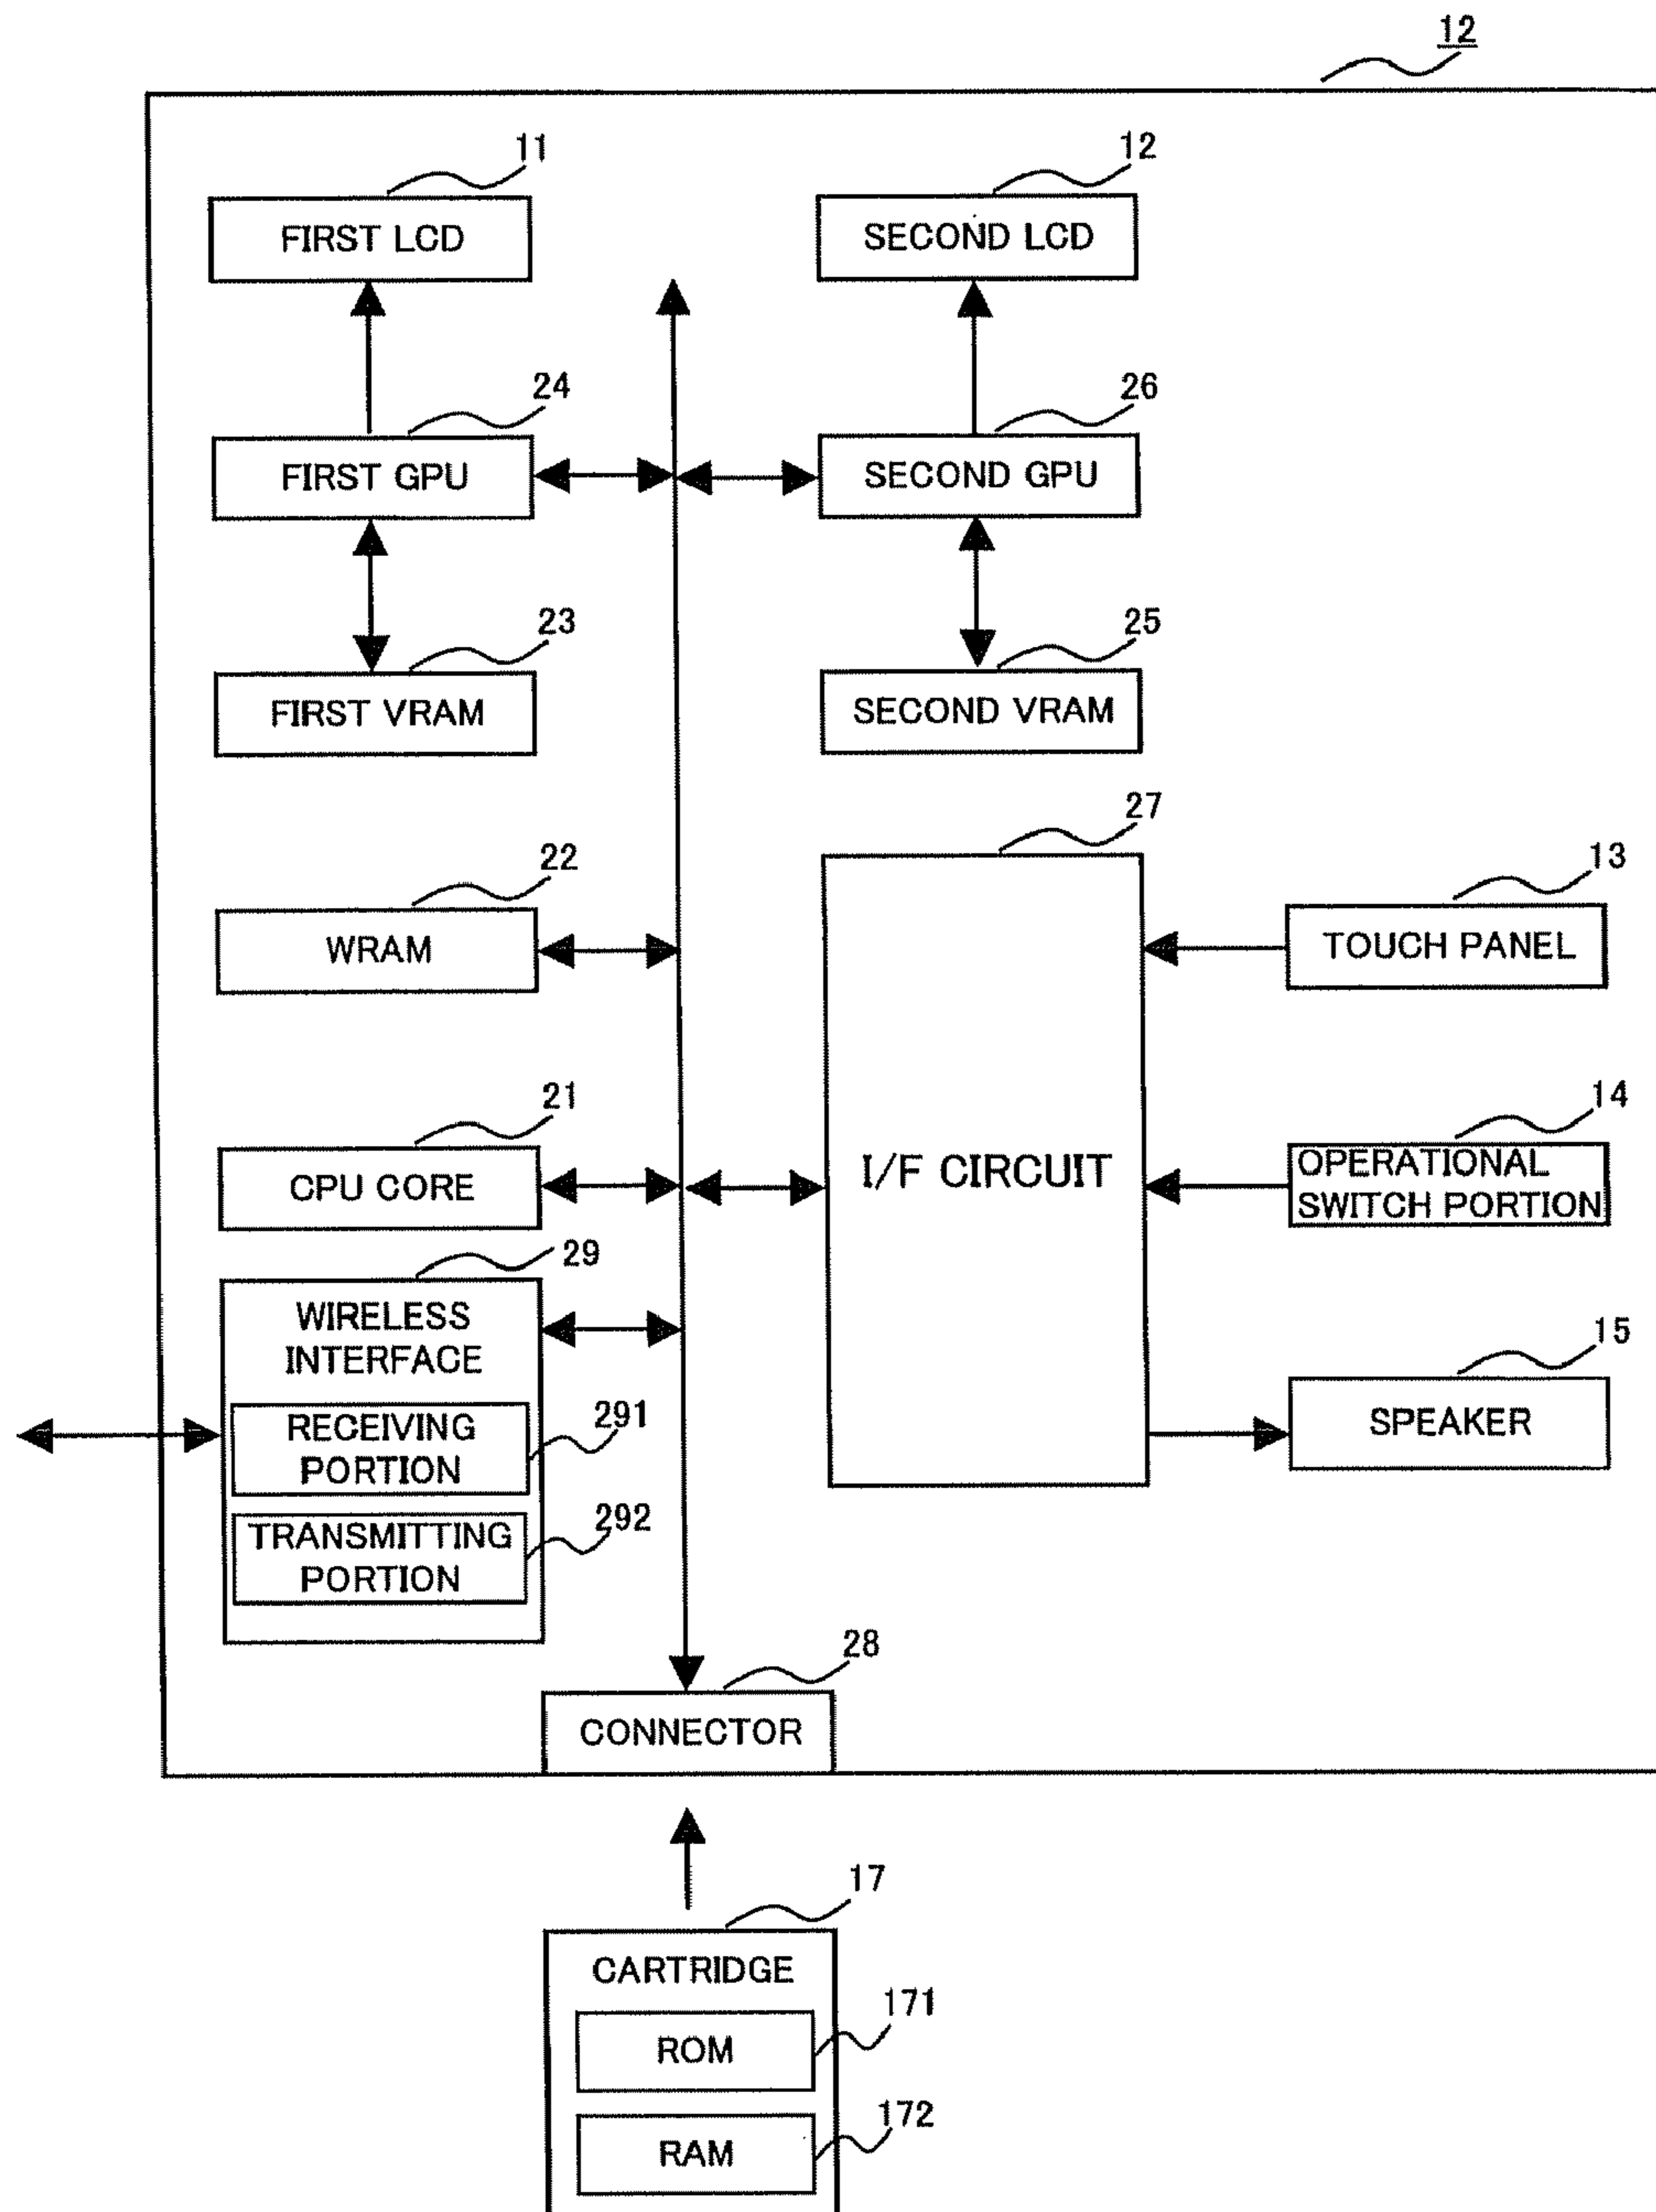 12
11
FIRST LCD
12
SECOND LCD
24
FIRST GPU
26
SECOND GPU
23
FIRST VRAM
25
SECOND VRAM
27
I/F CIRCUIT
22
WRAM
13
TOUCH PANEL
21
CPU CORE
14
OPERATIONAL
SWITCH PORTION
29
WIRELESS
INTERFACE
RECEIVING
PORTION
291
TRANSMITTING
PORTION
292
15
SPEAKER
28
CONNECTOR
17
CARTRIDGE
ROM
171
RAM
172